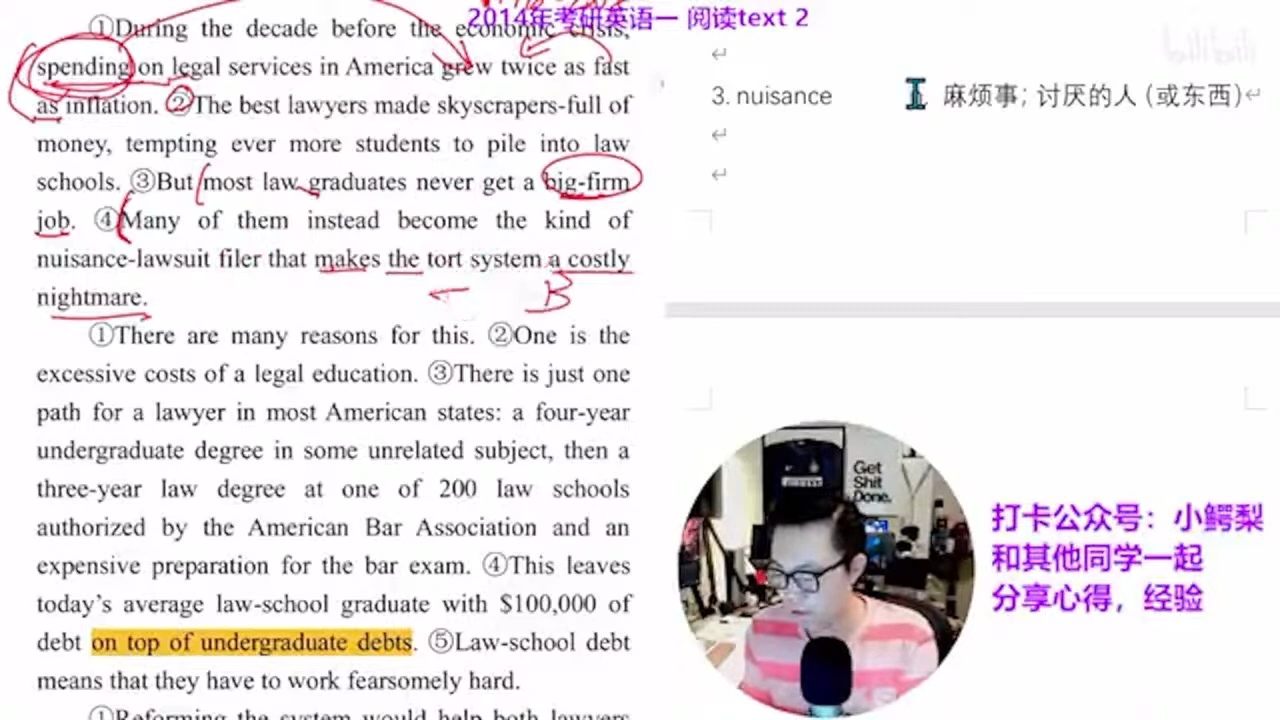 2014年考研英语一 阅读text 2
①During the decade before the economic crisis,
spending on legal services in America grew twice as fast
as inflation. ②The best lawyers made skyscrapers-full of
money, tempting ever more students to pile into law
schools. ③But most law graduates never get a big-firm
job. ④Many of them instead become the kind of
nuisance-lawsuit filer that makes the tort system a costly
nightmare.
B
①There are many reasons for this. ②One is the
excessive costs of a legal education. ③There is just one
path for a lawyer in most American states: a four-year
undergraduate degree in some unrelated subject, then a
three-year law degree at one of 200 law schools
authorized by the American Bar Association and an
expensive preparation for the bar exam. ④This leaves
today's average law-school graduate with $100,000 of
debt on top of undergraduate debts. ⑤Law-school debt
means that they have to work fearsomely hard.
①Reforming the system would help both lawyers
bilibili
3. nuisance 麻烦事; 讨厌的人 (或东西)
Get
Shit
Done.
打卡公众号: 小鳄梨
和其他同学一起
分享心得，经验